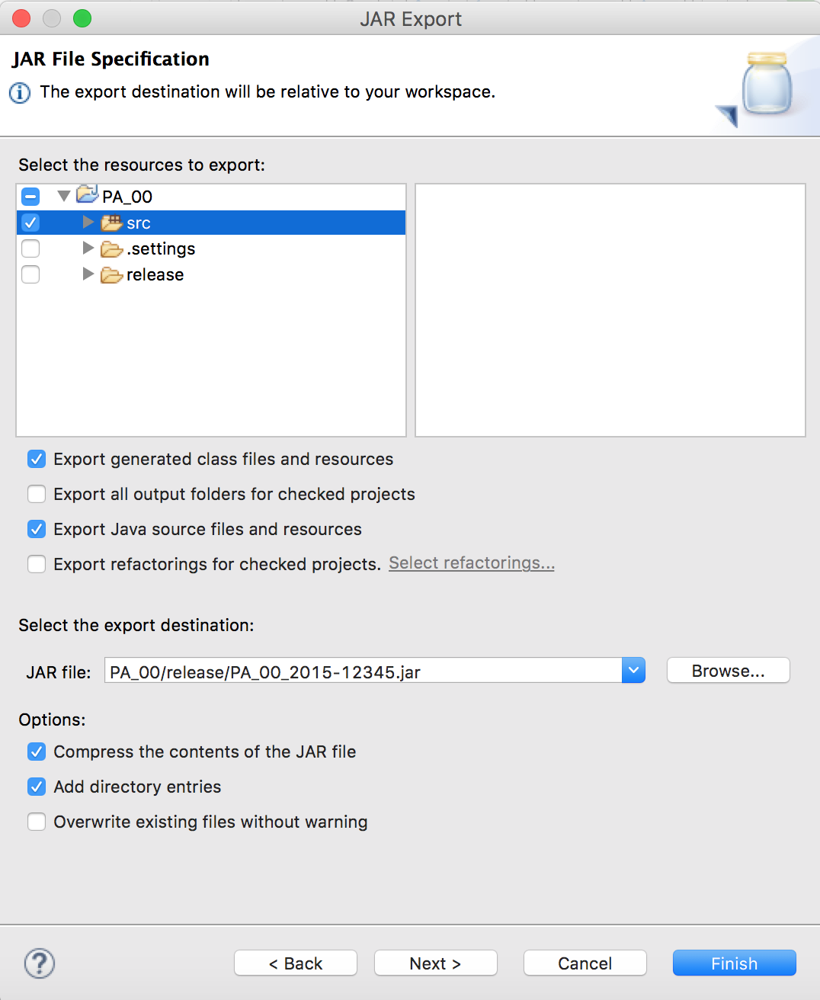 JAR Export
JAR File Specification
The export destination will be relative to your workspace.
Select the resources to export:
PA_00
src
.settings
release
Export generated class files and resources
Export all output folders for checked projects
Export Java source files and resources
Export refactorings for checked projects. Select refactorings...
Select the export destination:
JAR file: PA_00/release/PA_00_2015-12345.jar Browse...
Options:
Compress the contents of the JAR file
Add directory entries
Overwrite existing files without warning
? < Back Next > Cancel Finish